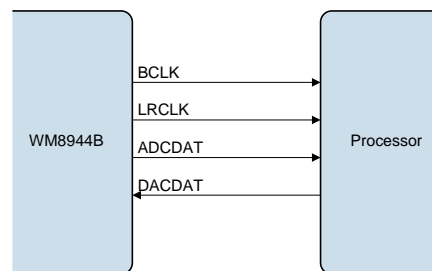 BCLK
LRCLK
WM8944B
ADCDAT
Processor
DACDAT